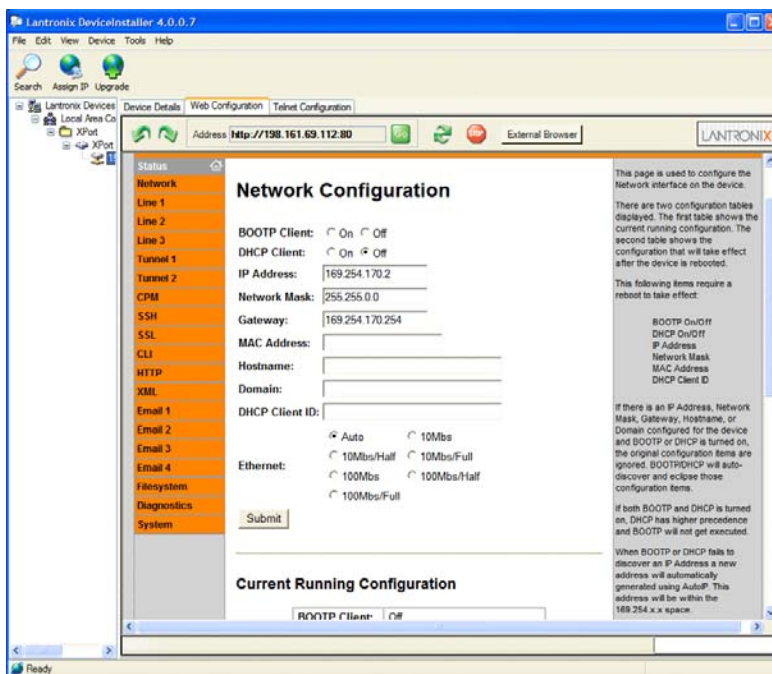 Lantronix DeviceInstaller 4.0.0.7
File Edit View Device Tools Help
Search Assign IP Upgrade
Lantronix Devices
Local Area Co
XPort
XPort
Device Details Web Configuration Telnet Configuration
Address http://198.161.69.112:80 Go External Browser LANTRONIX
Status
Network
Line 1
Line 2
Line 3
Tunnel 1
Tunnel 2
CPM
SSH
SSL
CLI
HTTP
XML
Email 1
Email 2
Email 3
Email 4
Filesystem
Diagnostics
System
Network Configuration
BOOTP Client: On Off
DHCP Client: On Off
IP Address: 169.254.170.2
Network Mask: 255.255.0.0
Gateway: 169.254.170.254
MAC Address:
Hostname:
Domain:
DHCP Client ID:
Ethernet:
Auto 10Mbs
10Mbs/Half 10Mbs/Full
100Mbs 100Mbs/Half
100Mbs/Full
Submit
Current Running Configuration
BOOTP Client: Off
This page is used to configure the
Network interface on the device.
There are two configuration tables
displayed. The first table shows the
current running configuration. The
second table shows the
configuration that will take effect
after the device is rebooted.
This following items require a
reboot to take effect:
BOOTP On/Off
DHCP On/Off
IP Address
Network Mask
MAC Address
DHCP Client ID
If there is an IP Address, Network
Mask, Gateway, Hostname, or
Domain configured for the device
and BOOTP or DHCP is turned on,
the original configuration items are
ignored. BOOTP/DHCP will auto-
discover and eclipse those
configuration items.
If both BOOTP and DHCP is turned
on, DHCP has higher precedence
and BOOTP will not get executed.
When BOOTP or DHCP fails to
discover an IP Address a new
address will automatically
generated using AutoIP. This
address will be within the
169.254.x.x space.
Ready